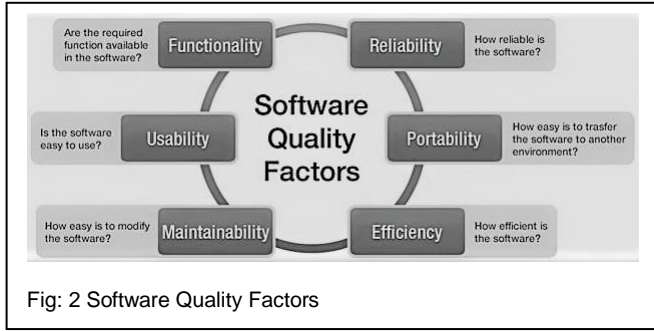 Are the required
function available
in the software?
Functionality
Reliability
How reliable is
the software?
Is the software
easy to use?
Usability
Software
Quality
Factors
Portability
How easy is to trasfer
the software to another
environment?
How easy is to modify
the software?
Maintainability
Efficiency
How efficient is
the software?
Fig: 2 Software Quality Factors